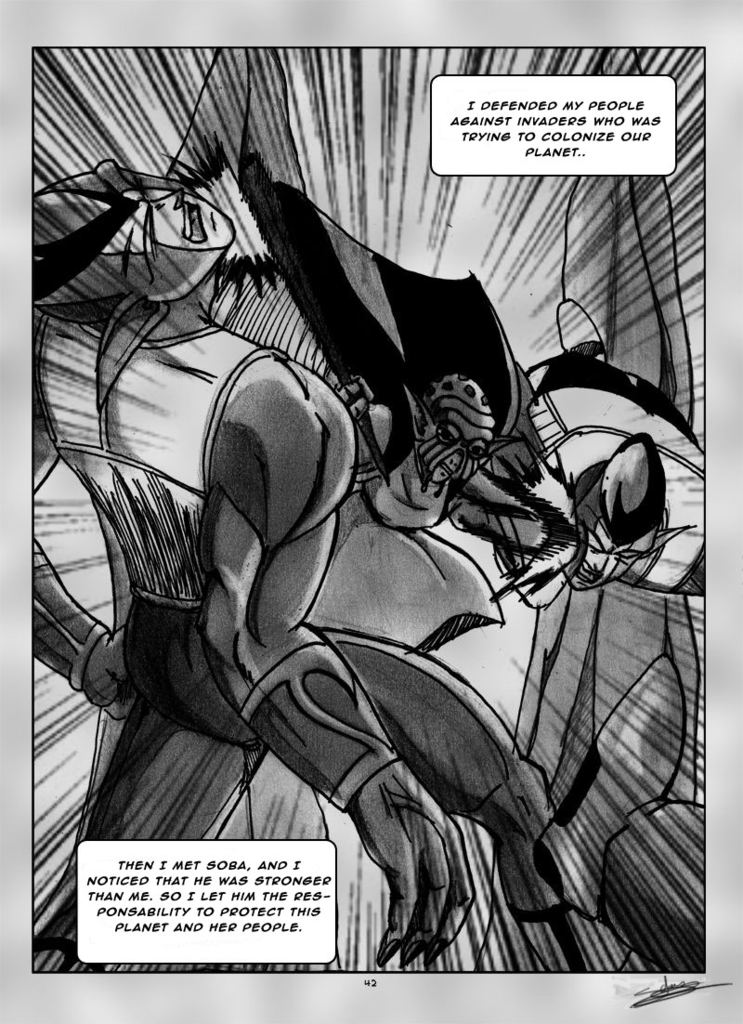 I DEFENDED MY PEOPLE
AGAINST INVADERS WHO WAS
TRYING TO COLONIZE OUR
PLANET..
THEN I MET SOBA, AND I
NOTICED THAT HE WAS STRONGER
THAN ME. SO I LET HIM THE RES-
PONSABILITY TO PROTECT THIS
PLANET AND HER PEOPLE.
42